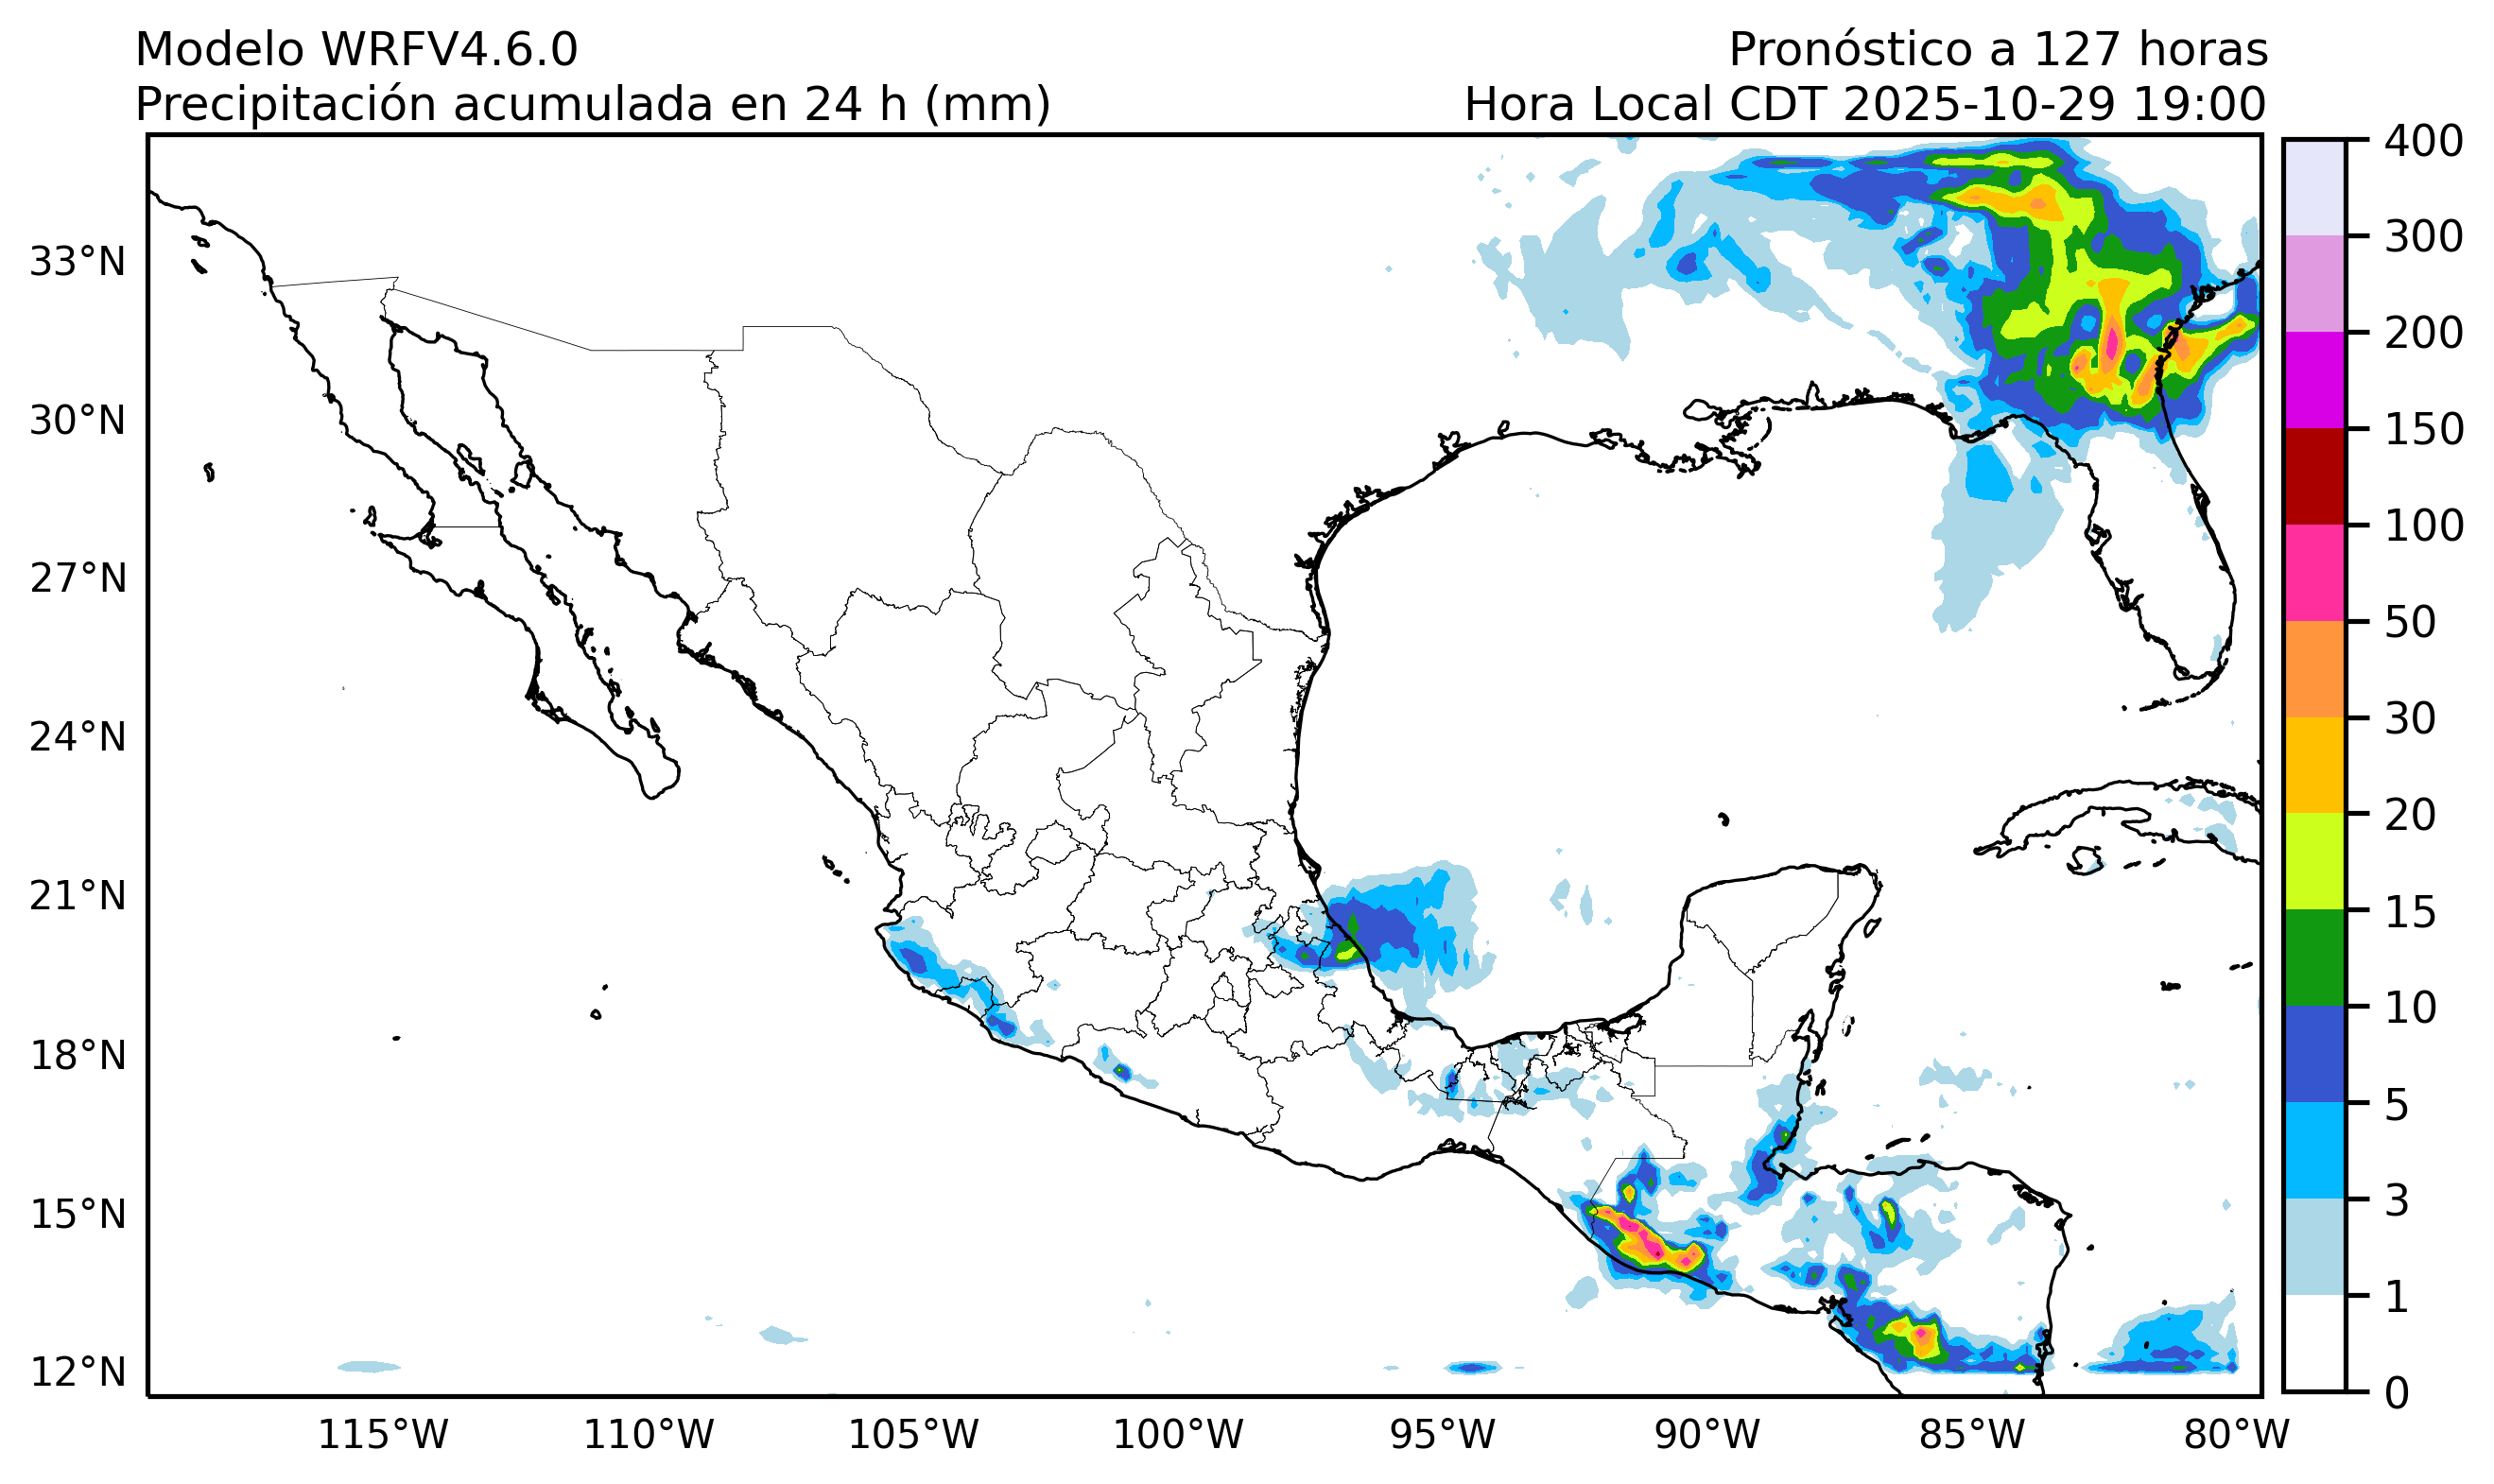 Modelo WRFV4.6.0
Pronóstico a 127 horas
Precipitación acumulada en 24 h (mm)
Hora Local CDT 2025-10-29 19:00
33°N
30°N
27°N
24°N
21°N
18°N
15°N
12°N
115°W
110°W
105°W
100°W
95°W
90°W
85°W
80°W
400
300
200
150
100
50
30
20
15
10
5
3
1
0